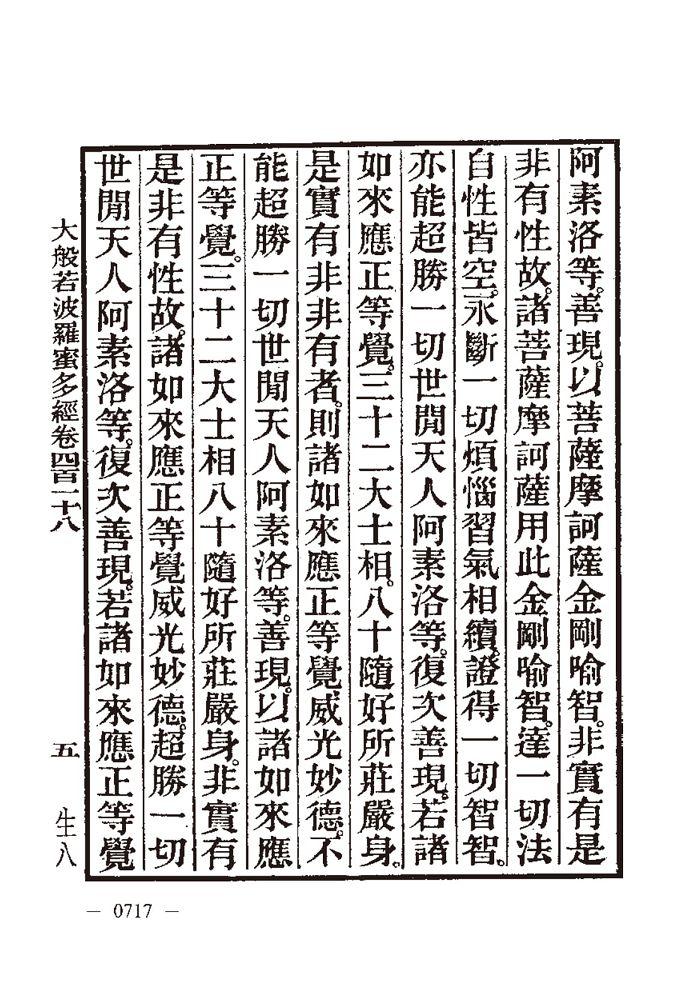 阿素洛等。善現。以菩薩摩訶薩金剛喻智。非實有是
非有性故。諸菩薩摩訶薩用此金剛喻智。達一切法
自性皆空。永斷一切煩惱習氣相續。證得一切智智。
亦能超勝一切世閒天人阿素洛等。復次善現。若諸
如來應正等覺。三十二大士相。八十隨好所莊嚴身。
是實有非非有者。則諸如來應正等覺威光妙德。不
能超勝一切世閒天人阿素洛等。善現。以諸如來應
正等覺。三十二大士相八十隨好所莊嚴身。非實有
是非有性故。諸如來應正等覺威光妙德。超勝一切
世閒天人阿素洛等。復次善現。若諸如來應正等覺
大般若波羅蜜多經卷四百一十八 五 生八
— 0717 —